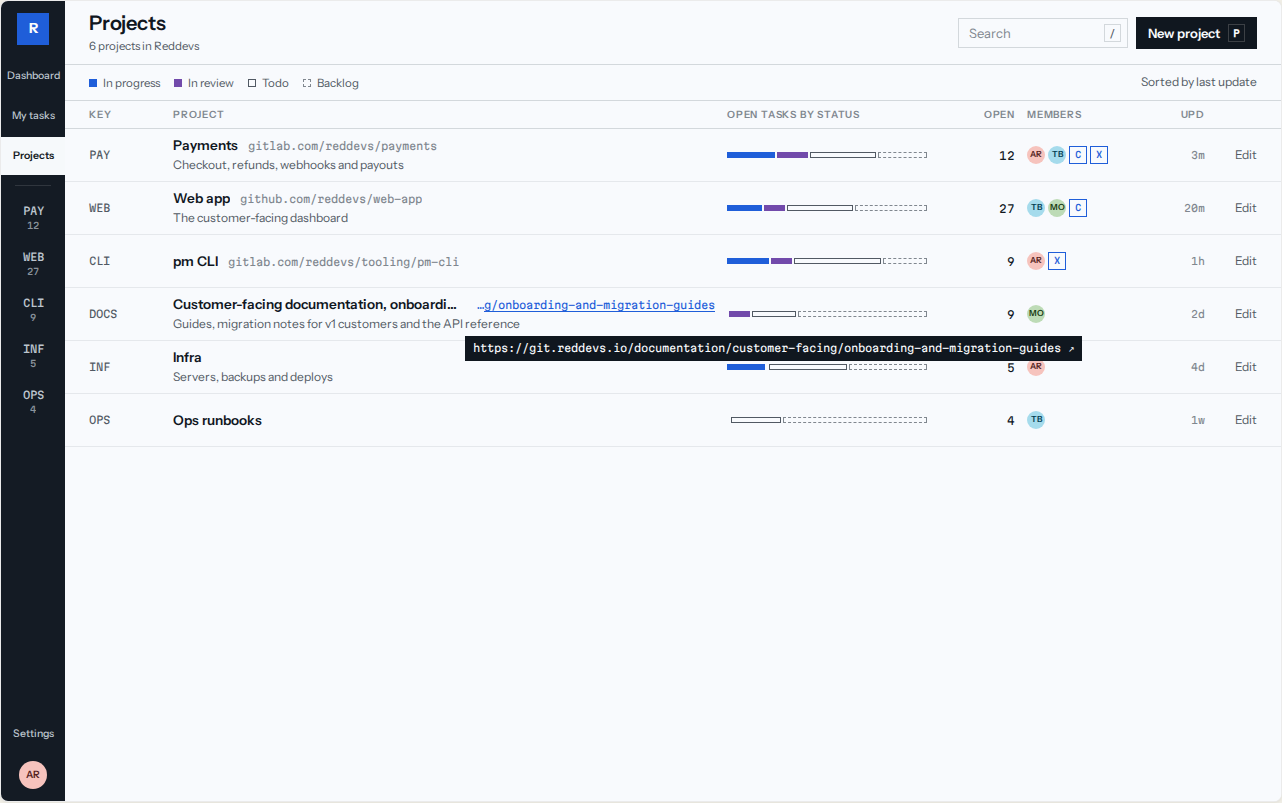 R
Dashboard
My tasks
Projects
PAY
12
WEB
27
CLI
9
INF
5
OPS
4
Settings
AR
Projects
6 projects in Reddevs
Search /
New project P
In progress In review Todo Backlog
Sorted by last update
KEY PROJECT OPEN TASKS BY STATUS OPEN MEMBERS UPD
PAY Payments gitlab.com/reddevs/payments 12 AR TB C X 3m Edit
Checkout, refunds, webhooks and payouts
WEB Web app github.com/reddevs/web-app 27 TB MO C 20m Edit
The customer-facing dashboard
CLI pm CLI gitlab.com/reddevs/tooling/pm-cli 9 AR X 1h Edit
DOCS Customer-facing documentation, onboardi… …g/onboarding-and-migration-guides 9 MO 2d Edit
Guides, migration notes for v1 customers and the API reference
https://git.reddevs.io/documentation/customer-facing/onboarding-and-migration-guides ↗
INF Infra 5 AR 4d Edit
Servers, backups and deploys
OPS Ops runbooks 4 TB 1w Edit